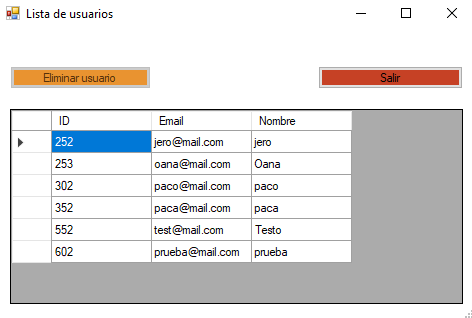 Lista de usuarios
Eliminar usuario Salir
ID Email Nombre
252 jero@mail.com jero
253 oana@mail.com Oana
302 paco@mail.com paco
352 paca@mail.com paca
552 test@mail.com Testo
602 prueba@mail.com prueba